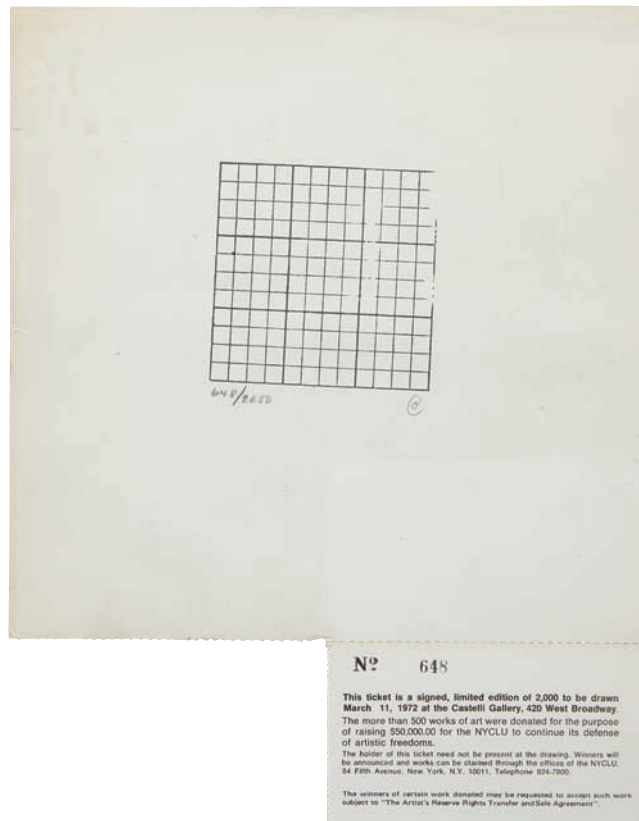 648/2000
Nº 648
This ticket is a signed, limited edition of 2,000 to be drawn
March 11, 1972 at the Castelli Gallery, 420 West Broadway.
The more than 500 works of art were donated for the purpose
of raising $50,000.00 for the NYCLU to continue its defense
of artistic freedoms.
The holder of this ticket need not be present at the drawing. Winners will
be announced and works can be claimed through the offices of the NYCLU,
84 Fifth Avenue, New York, N.Y. 10011, Telephone 924-7800.
The winners of certain work donated may be requested to accept such work
subject to "The Artist's Reserve Rights Transfer and Sale Agreement".